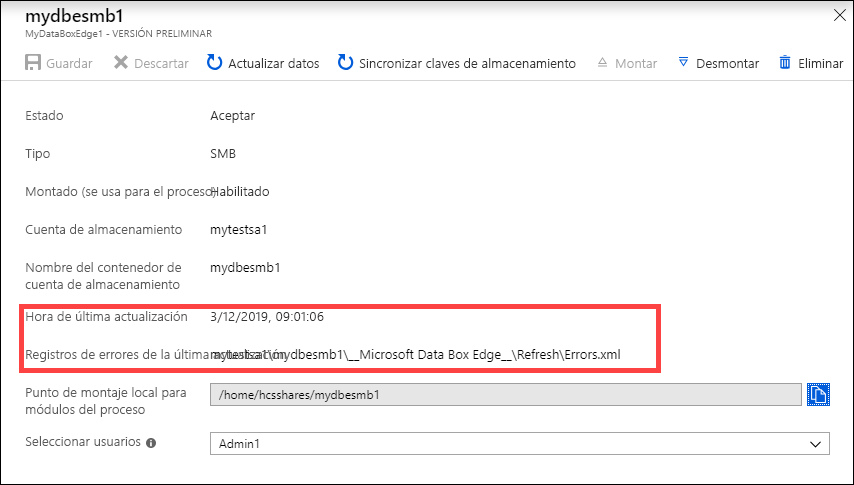 mydbesmb1
MyDataBoxEdge1 - VERSIÓN PRELIMINAR
Guardar Descartar Actualizar datos Sincronizar claves de almacenamiento Montar Desmontar Eliminar
Estado Aceptar
Tipo SMB
Montado (se usa para el proceso) Habilitado
Cuenta de almacenamiento mytestsa1
Nombre del contenedor de mydbesmb1
cuenta de almacenamiento
Hora de última actualización 3/12/2019, 09:01:06
Registros de errores de la última actualización mytestsa1\mydbesmb1\__Microsoft Data Box Edge__\Refresh\Errors.xml
Punto de montaje local para /home/hcsshares/mydbesmb1
módulos del proceso
Seleccionar usuarios Admin1